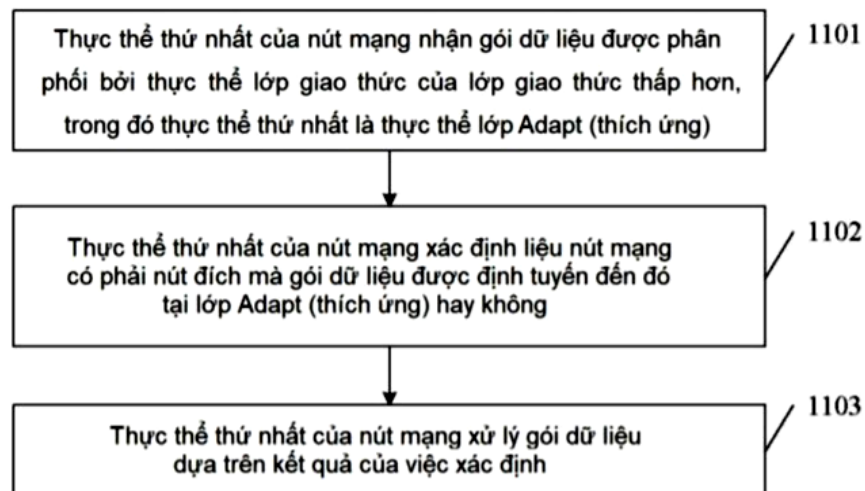 Thực thể thứ nhất của nút mạng nhận gói dữ liệu được phân
phối bởi thực thể lớp giao thức của lớp giao thức thấp hơn,
trong đó thực thể thứ nhất là thực thể lớp Adapt (thích ứng)
1101
Thực thể thứ nhất của nút mạng xác định liệu nút mạng
có phải nút đích mà gói dữ liệu được định tuyến đến đó
tại lớp Adapt (thích ứng) hay không
1102
Thực thể thứ nhất của nút mạng xử lý gói dữ liệu
dựa trên kết quả của việc xác định
1103